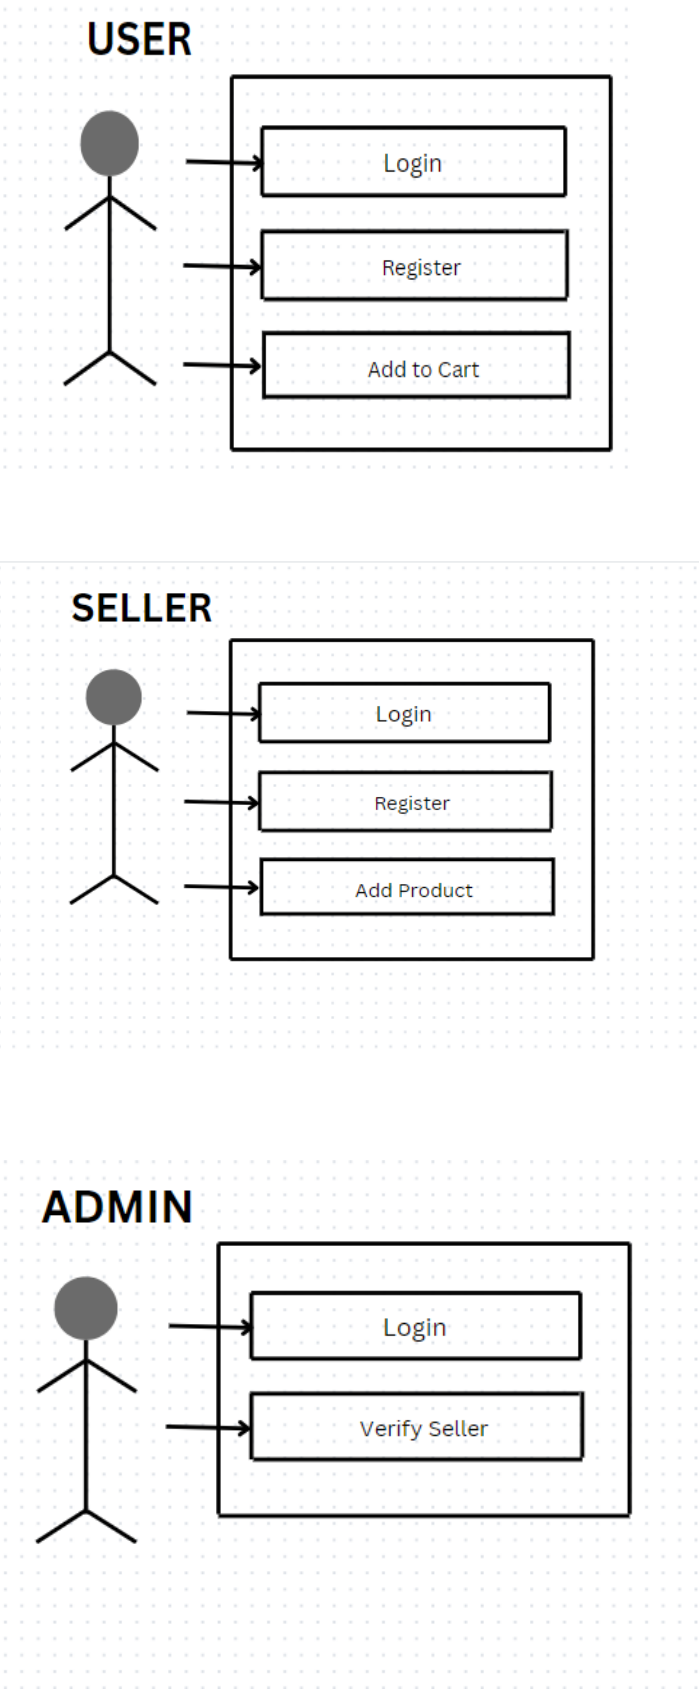 USER
Login
Register
Add to Cart
SELLER
Login
Register
Add Product
ADMIN
Login
Verify Seller